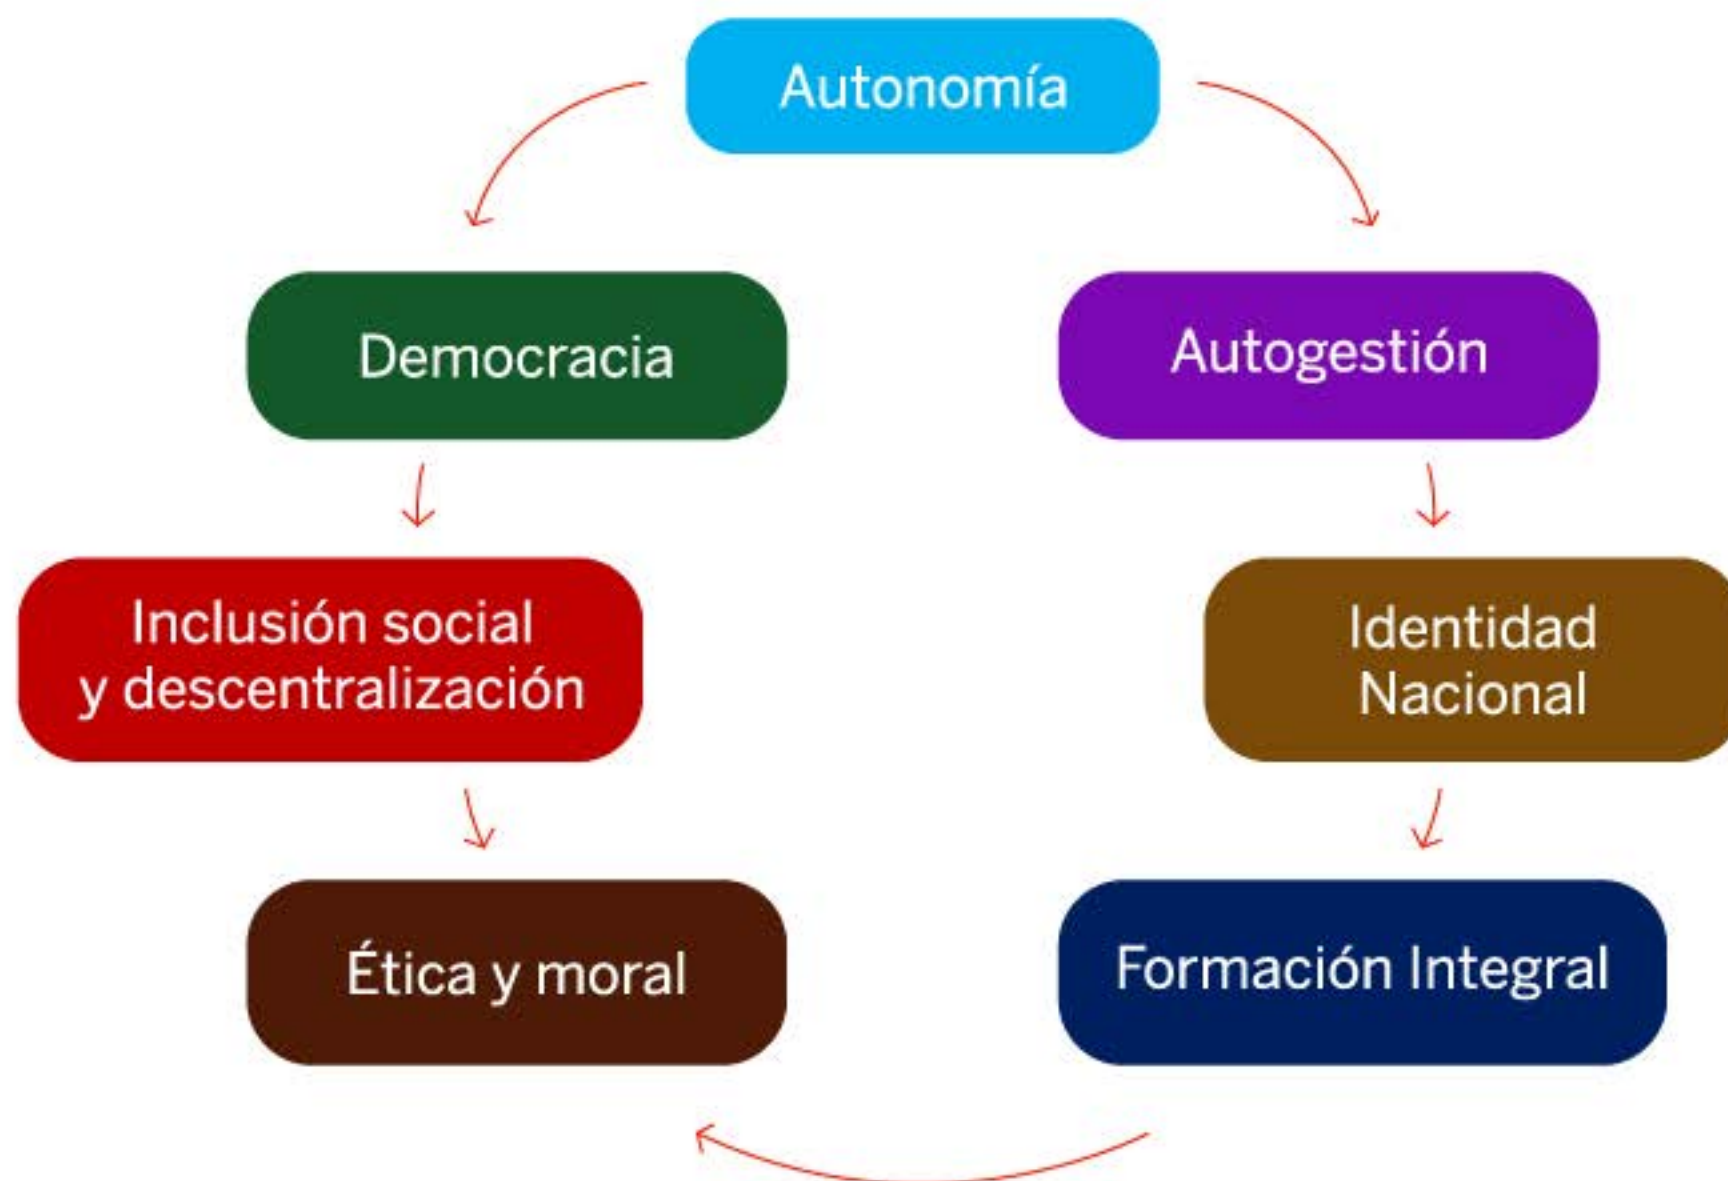 Autonomía
Democracia
Autogestión
Inclusión social
y descentralización
Identidad
Nacional
Ética y moral
Formación Integral